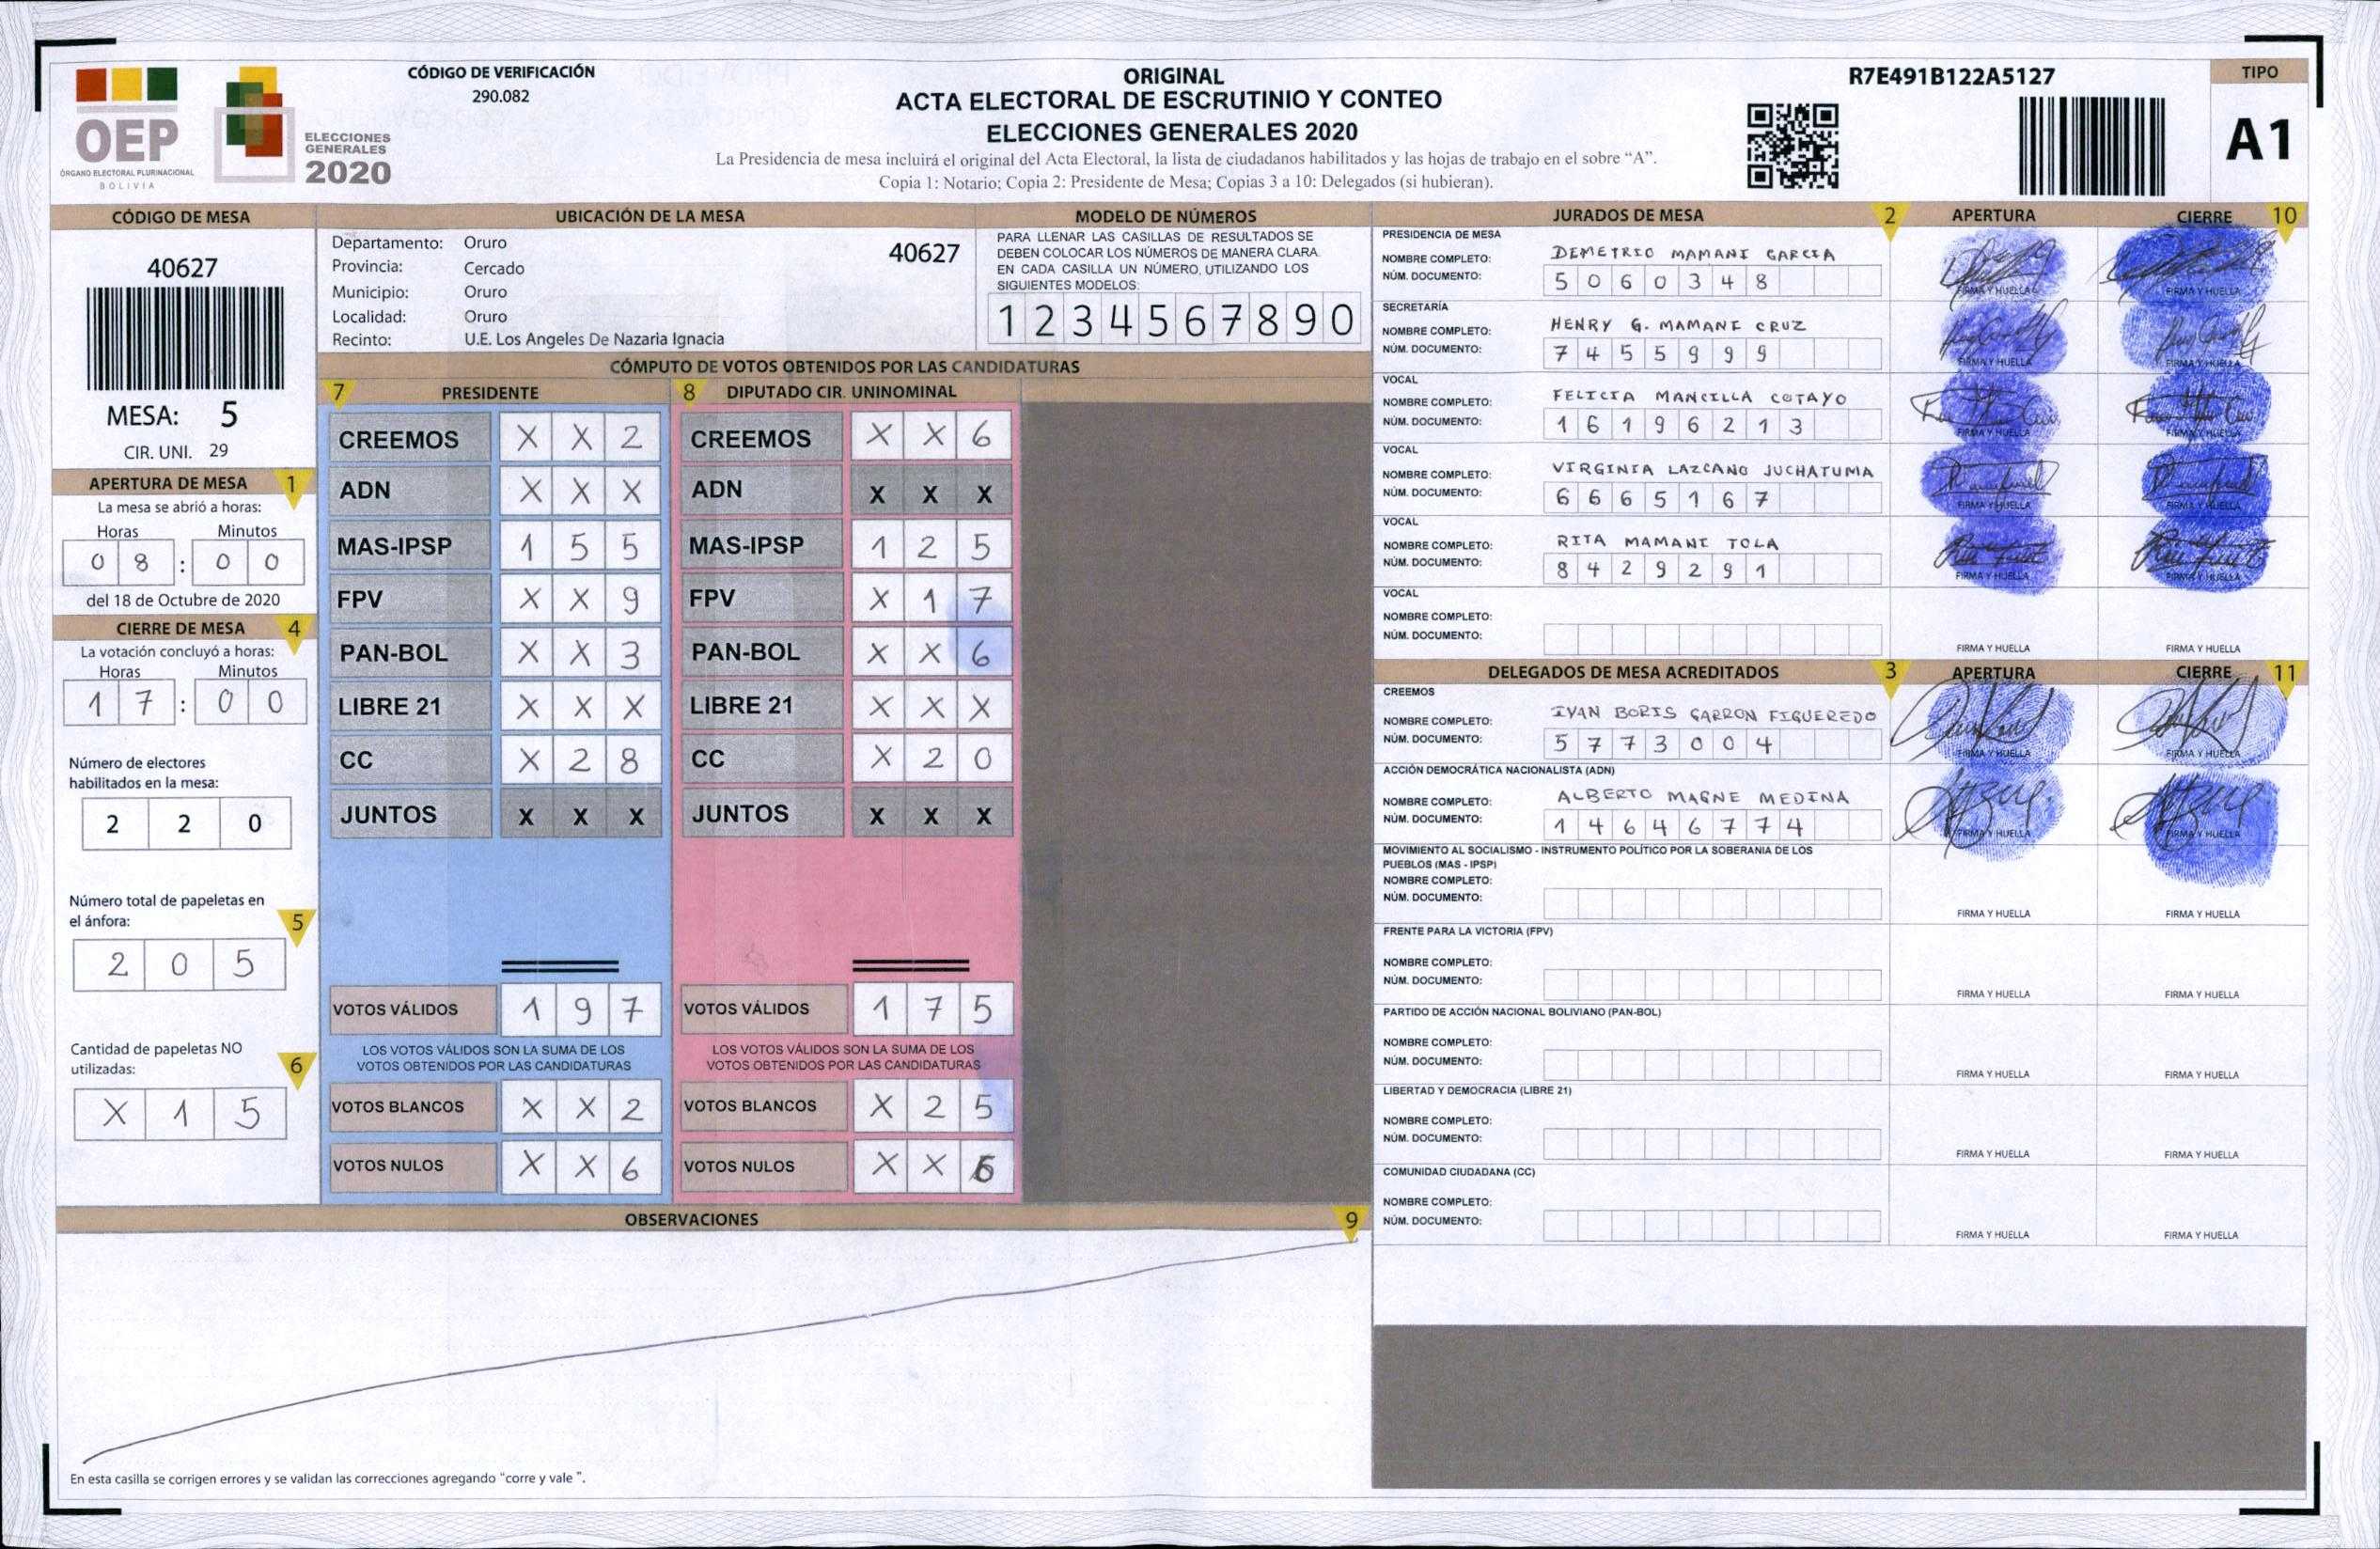 OEP
ÓRGANO ELECTORAL PLURINACIONAL
BOLIVIA
ELECCIONES
GENERALES
2020
CÓDIGO DE VERIFICACIÓN
290.082
ORIGINAL
ACTA ELECTORAL DE ESCRUTINIO Y CONTEO
ELECCIONES GENERALES 2020
La Presidencia de mesa incluirá el original del Acta Electoral, la lista de ciudadanos habilitados y las hojas de trabajo en el sobre “A”.
Copia 1: Notario; Copia 2: Presidente de Mesa; Copias 3 a 10: Delegados (si hubieran).
R7E491B122A5127
TIPO
A1
CÓDIGO DE MESA
40627
MESA: 5
CIR. UNI. 29
UBICACIÓN DE LA MESA
Departamento: Oruro
40627
Provincia: Cercado
Municipio: Oruro
Localidad: Oruro
Recinto: U.E. Los Angeles De Nazaria Ignacia
MODELO DE NÚMEROS
PARA LLENAR LAS CASILLAS DE RESULTADOS SE
DEBEN COLOCAR LOS NÚMEROS DE MANERA CLARA
EN CADA CASILLA UN NÚMERO, UTILIZANDO LOS
SIGUIENTES MODELOS:
1 2 3 4 5 6 7 8 9 0
APERTURA DE MESA 1
La mesa se abrió a horas:
Horas Minutos
0 8 : 0 0
del 18 de Octubre de 2020
CIERRE DE MESA 4
La votación concluyó a horas:
Horas Minutos
1 7 : 0 0
Número de electores
habilitados en la mesa:
2 2 0
Número total de papeletas en
el ánfora: 5
2 0 5
Cantidad de papeletas NO
utilizadas: 6
X 1 5
CÓMPUTO DE VOTOS OBTENIDOS POR LAS CANDIDATURAS
7 PRESIDENTE 8 DIPUTADO CIR. UNINOMINAL
CREEMOS X X 2 CREEMOS X X 6
ADN X X X ADN X X X
MAS-IPSP 1 5 5 MAS-IPSP 1 2 5
FPV X X 9 FPV X 1 7
PAN-BOL X X 3 PAN-BOL X X 6
LIBRE 21 X X X LIBRE 21 X X X
CC X 2 8 CC X 2 0
JUNTOS X X X JUNTOS X X X
VOTOS VÁLIDOS 1 9 7 VOTOS VÁLIDOS 1 7 5
LOS VOTOS VÁLIDOS SON LA SUMA DE LOS LOS VOTOS VÁLIDOS SON LA SUMA DE LOS
VOTOS OBTENIDOS POR LAS CANDIDATURAS VOTOS OBTENIDOS POR LAS CANDIDATURAS
VOTOS BLANCOS X X 2 VOTOS BLANCOS X 2 5
VOTOS NULOS X X 6 VOTOS NULOS X X
OBSERVACIONES 9
En esta casilla se corrigen errores y se validan las correcciones agregando “corre y vale ”.
JURADOS DE MESA 2 APERTURA CIERRE 10
PRESIDENCIA DE MESA
NOMBRE COMPLETO: DEMETRIO MAMANI GARCIA
NÚM. DOCUMENTO: 5 0 6 0 3 4 8
FIRMA Y HUELLA FIRMA Y HUELLA
SECRETARÍA
NOMBRE COMPLETO: HENRY G. MAMANI CRUZ
NÚM. DOCUMENTO: 7 4 5 5 9 9 9
FIRMA Y HUELLA FIRMA Y HUELLA
VOCAL
NOMBRE COMPLETO: FELICIA MANCILLA COTAYO
NÚM. DOCUMENTO: 1 6 1 9 6 2 1 3
FIRMA Y HUELLA FIRMA Y HUELLA
VOCAL
NOMBRE COMPLETO: VIRGINIA LAZCANO JUCHATUMA
NÚM. DOCUMENTO: 6 6 6 5 1 6 7
FIRMA Y HUELLA FIRMA Y HUELLA
VOCAL
NOMBRE COMPLETO: RITA MAMANI TOLA
NÚM. DOCUMENTO: 8 4 2 9 2 9 1
FIRMA Y HUELLA FIRMA Y HUELLA
VOCAL
NOMBRE COMPLETO:
NÚM. DOCUMENTO:
FIRMA Y HUELLA FIRMA Y HUELLA
DELEGADOS DE MESA ACREDITADOS 3 APERTURA CIERRE 11
CREEMOS
NOMBRE COMPLETO: IVAN BORIS GARRON FIGUEREDO
NÚM. DOCUMENTO: 5 7 7 3 0 0 4
FIRMA Y HUELLA FIRMA Y HUELLA
ACCIÓN DEMOCRÁTICA NACIONALISTA (ADN)
NOMBRE COMPLETO: ALBERTO MAGNE MEDINA
NÚM. DOCUMENTO: 1 4 6 4 6 7 7 4
FIRMA Y HUELLA FIRMA Y HUELLA
MOVIMIENTO AL SOCIALISMO - INSTRUMENTO POLÍTICO POR LA SOBERANIA DE LOS
PUEBLOS (MAS - IPSP)
NOMBRE COMPLETO:
NÚM. DOCUMENTO:
FIRMA Y HUELLA FIRMA Y HUELLA
FRENTE PARA LA VICTORIA (FPV)
NOMBRE COMPLETO:
NÚM. DOCUMENTO:
FIRMA Y HUELLA FIRMA Y HUELLA
PARTIDO DE ACCIÓN NACIONAL BOLIVIANO (PAN-BOL)
NOMBRE COMPLETO:
NÚM. DOCUMENTO:
FIRMA Y HUELLA FIRMA Y HUELLA
LIBERTAD Y DEMOCRACIA (LIBRE 21)
NOMBRE COMPLETO:
NÚM. DOCUMENTO:
FIRMA Y HUELLA FIRMA Y HUELLA
COMUNIDAD CIUDADANA (CC)
NOMBRE COMPLETO:
NÚM. DOCUMENTO:
FIRMA Y HUELLA FIRMA Y HUELLA